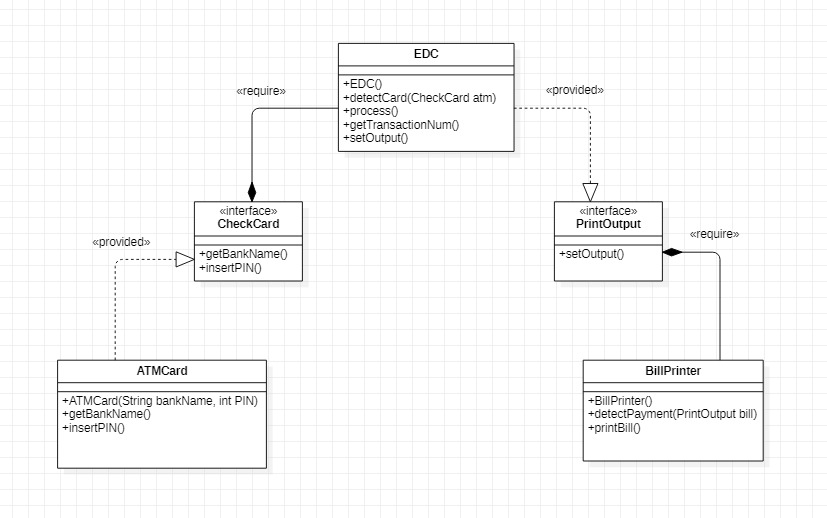 EDC
+EDC()
+detectCard(CheckCard atm)
+process()
+getTransactionNum()
+setOutput()
«require»
«provided»
«interface»
CheckCard
+getBankName()
+insertPIN()
«interface»
PrintOutput
+setOutput()
«provided»
«require»
ATMCard
+ATMCard(String bankName, int PIN)
+getBankName()
+insertPIN()
BillPrinter
+BillPrinter()
+detectPayment(PrintOutput bill)
+printBill()